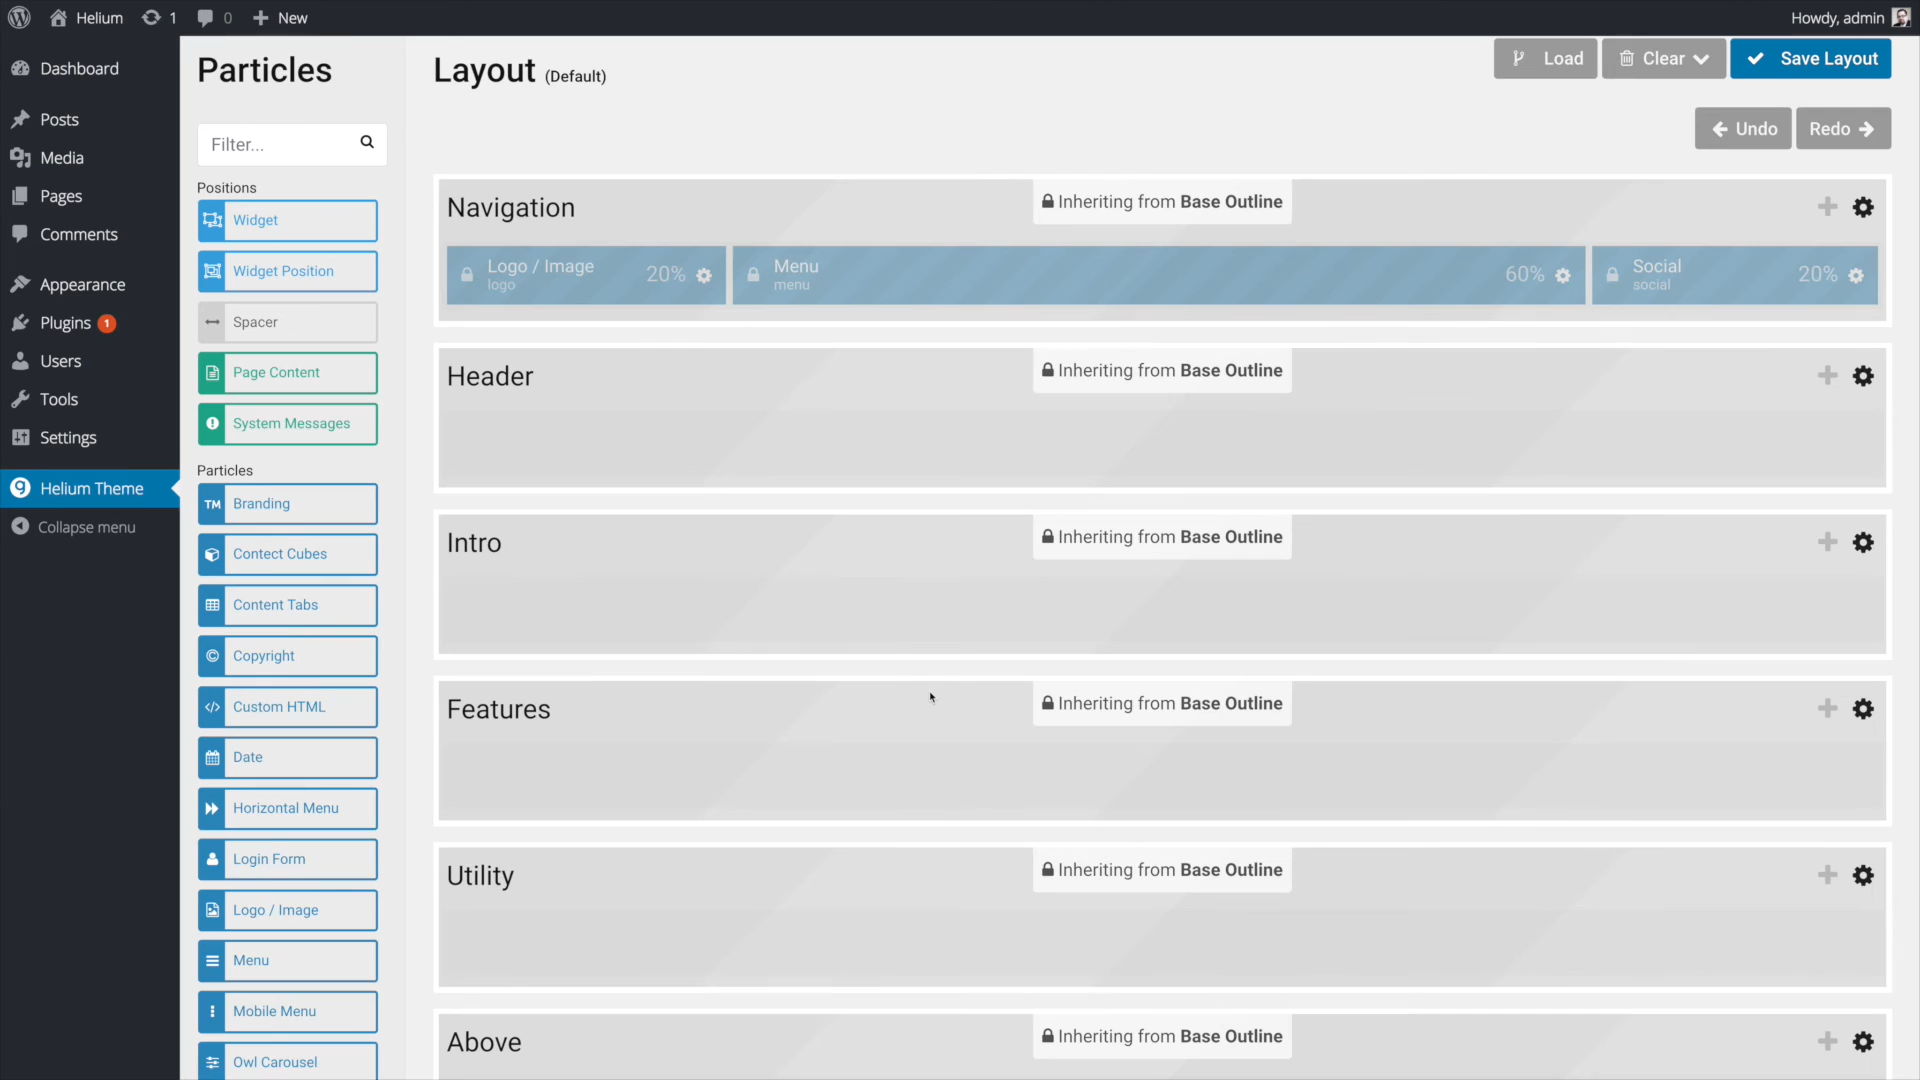 Helium 1 0 New Howdy, admin
Dashboard
Posts
Media
Pages
Comments
Appearance
Plugins 1
Users
Tools
Settings
Helium Theme
Collapse menu
Particles
Filter...
Positions
Widget
Widget Position
Spacer
Page Content
System Messages
Particles
TM Branding
Contect Cubes
Content Tabs
Copyright
Custom HTML
Date
Horizontal Menu
Login Form
Logo / Image
Menu
Mobile Menu
Owl Carousel
Layout (Default)
Load Clear Save Layout
Undo Redo
Navigation Inheriting from Base Outline
Logo / Image 20% Menu 60% Social 20%
logo menu social
Header Inheriting from Base Outline
Intro Inheriting from Base Outline
Features Inheriting from Base Outline
Utility Inheriting from Base Outline
Above Inheriting from Base Outline